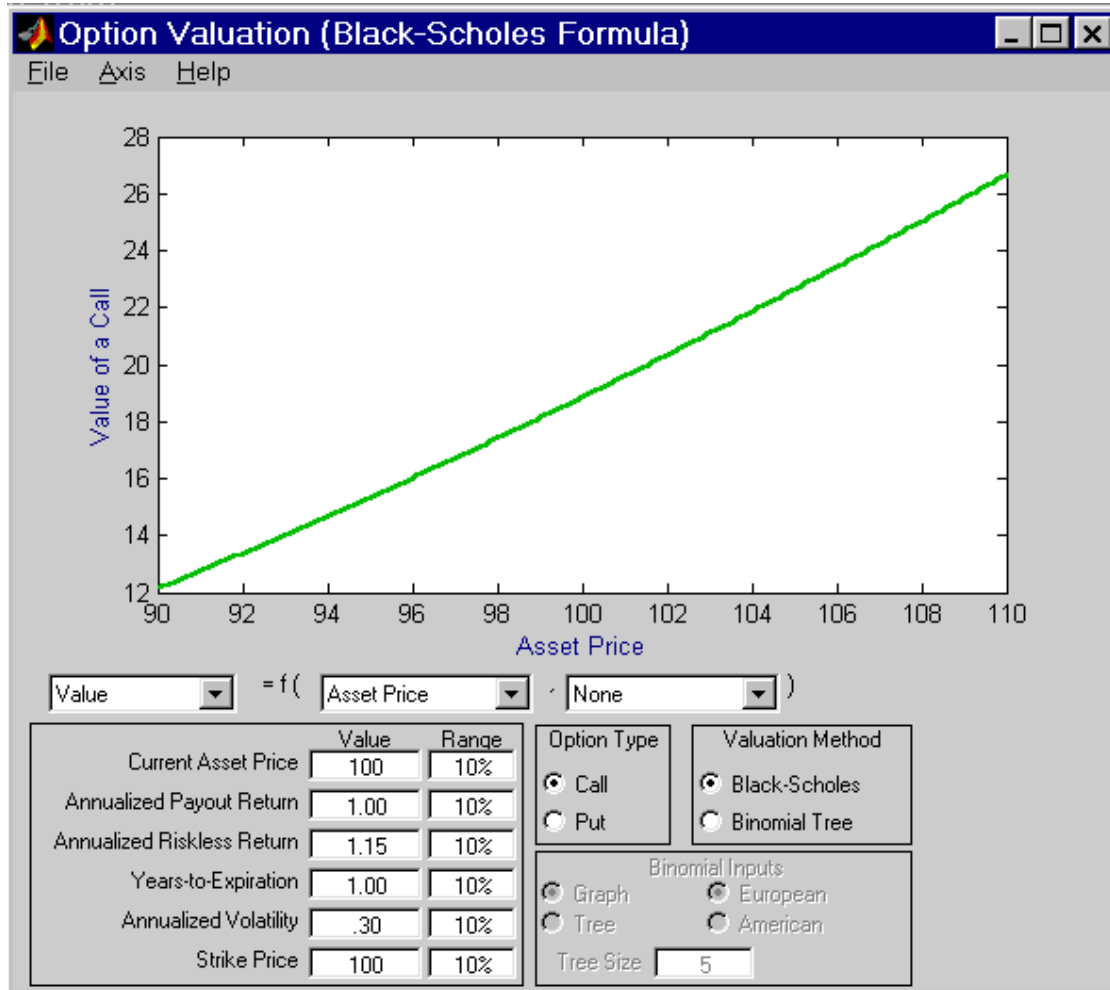 Option Valuation (Black-Scholes Formula)
File Axis Help
28
26
24
22
20
18
16
14
12
Value of a Call
90 92 94 96 98 100 102 104 106 108 110
Asset Price
Value = f ( Asset Price , None )
Value Range
Current Asset Price 100 10%
Annualized Payout Return 1.00 10%
Annualized Riskless Return 1.15 10%
Years-to-Expiration 1.00 10%
Annualized Volatility .30 10%
Strike Price 100 10%
Option Type
Call
Put
Valuation Method
Black-Scholes
Binomial Tree
Binomial Inputs
Graph European
Tree American
Tree Size 5